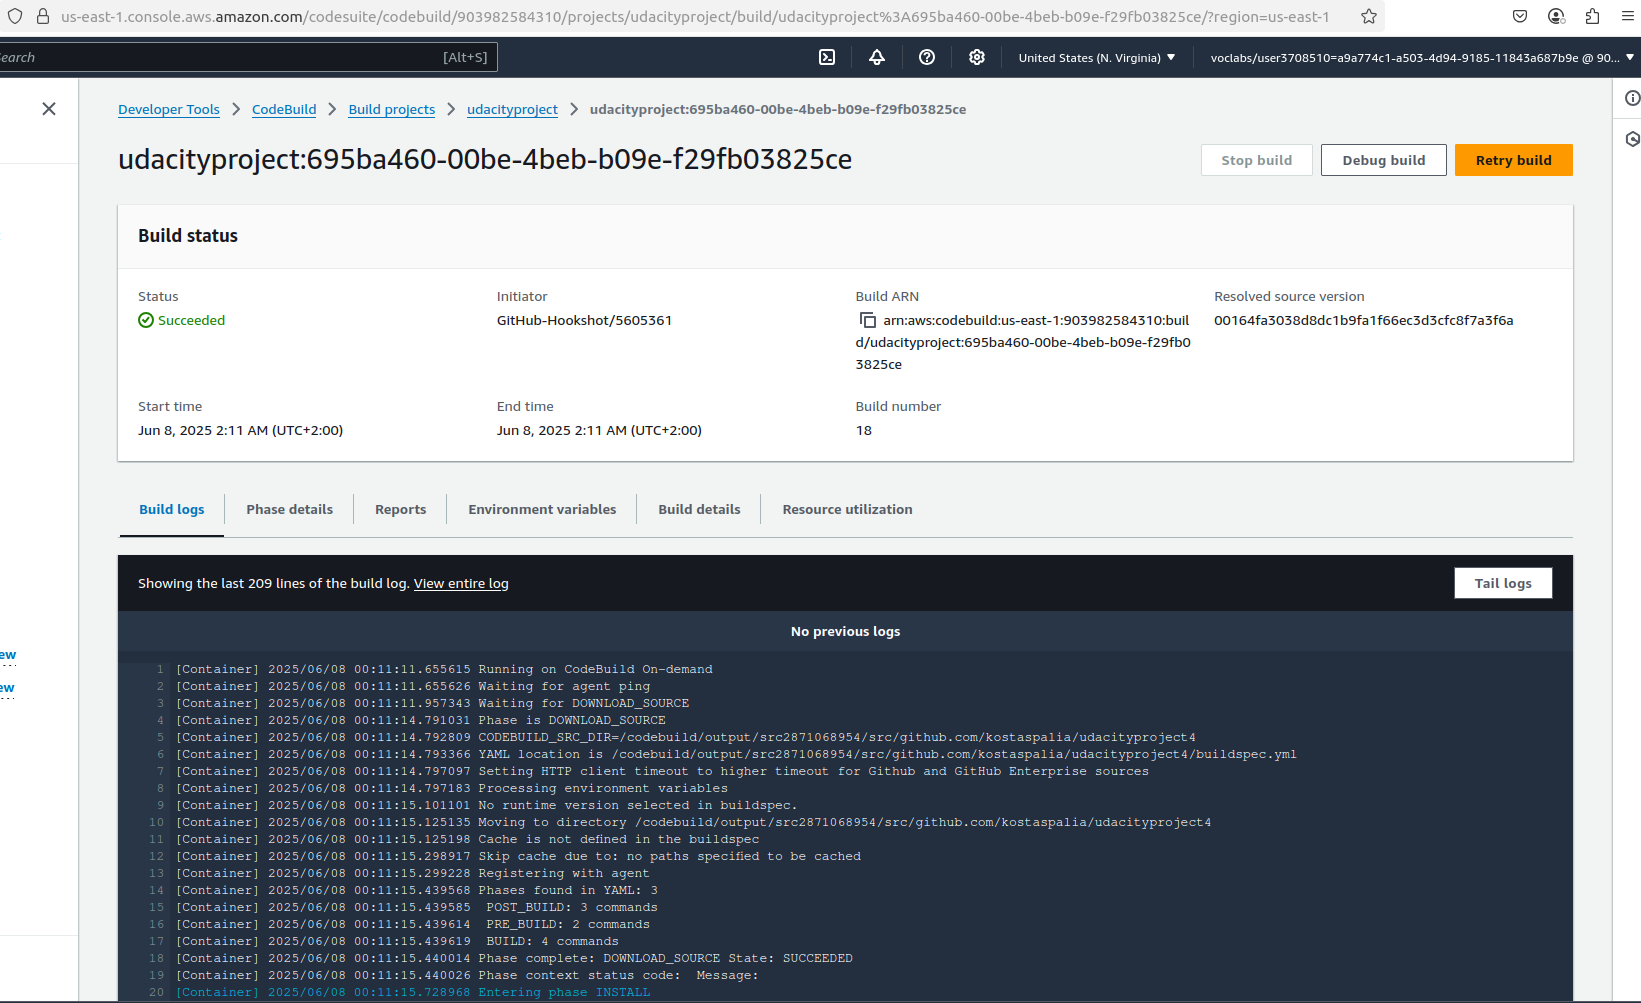 us-east-1.console.aws.amazon.com/codesuite/codebuild/903982584310/projects/udacityproject/build/udacityproject%3A695ba460-00be-4beb-b09e-f29fb03825ce/?region=us-east-1
earch [Alt+S] United States (N. Virginia) voclabs/user3708510=a9a774c1-a503-4d94-9185-11843a687b9e @ 90...
Developer Tools CodeBuild Build projects udacityproject udacityproject:695ba460-00be-4beb-b09e-f29fb03825ce
udacityproject:695ba460-00be-4beb-b09e-f29fb03825ce
Stop build Debug build Retry build
Build status
Status
Succeeded
Initiator
GitHub-Hookshot/5605361
Build ARN
arn:aws:codebuild:us-east-1:903982584310:buil
d/udacityproject:695ba460-00be-4beb-b09e-f29fb0
3825ce
Resolved source version
00164fa3038d8dc1b9fa1f66ec3d3cfc8f7a3f6a
Start time
Jun 8, 2025 2:11 AM (UTC+2:00)
End time
Jun 8, 2025 2:11 AM (UTC+2:00)
Build number
18
Build logs Phase details Reports Environment variables Build details Resource utilization
Showing the last 209 lines of the build log. View entire log
Tail logs
No previous logs
ew
ew
1 [Container] 2025/06/08 00:11:11.655615 Running on CodeBuild On-demand
2 [Container] 2025/06/08 00:11:11.655626 Waiting for agent ping
3 [Container] 2025/06/08 00:11:11.957343 Waiting for DOWNLOAD_SOURCE
4 [Container] 2025/06/08 00:11:14.791031 Phase is DOWNLOAD_SOURCE
5 [Container] 2025/06/08 00:11:14.792809 CODEBUILD_SRC_DIR=/codebuild/output/src2871068954/src/github.com/kostaspalia/udacityproject4
6 [Container] 2025/06/08 00:11:14.793366 YAML location is /codebuild/output/src2871068954/src/github.com/kostaspalia/udacityproject4/buildspec.yml
7 [Container] 2025/06/08 00:11:14.797097 Setting HTTP client timeout to higher timeout for Github and GitHub Enterprise sources
8 [Container] 2025/06/08 00:11:14.797183 Processing environment variables
9 [Container] 2025/06/08 00:11:15.101101 No runtime version selected in buildspec.
10 [Container] 2025/06/08 00:11:15.125135 Moving to directory /codebuild/output/src2871068954/src/github.com/kostaspalia/udacityproject4
11 [Container] 2025/06/08 00:11:15.125198 Cache is not defined in the buildspec
12 [Container] 2025/06/08 00:11:15.298917 Skip cache due to: no paths specified to be cached
13 [Container] 2025/06/08 00:11:15.299228 Registering with agent
14 [Container] 2025/06/08 00:11:15.439568 Phases found in YAML: 3
15 [Container] 2025/06/08 00:11:15.439585 POST_BUILD: 3 commands
16 [Container] 2025/06/08 00:11:15.439614 PRE_BUILD: 2 commands
17 [Container] 2025/06/08 00:11:15.439619 BUILD: 4 commands
18 [Container] 2025/06/08 00:11:15.440014 Phase complete: DOWNLOAD_SOURCE State: SUCCEEDED
19 [Container] 2025/06/08 00:11:15.440026 Phase context status code: Message:
20 [Container] 2025/06/08 00:11:15.728968 Entering phase INSTALL